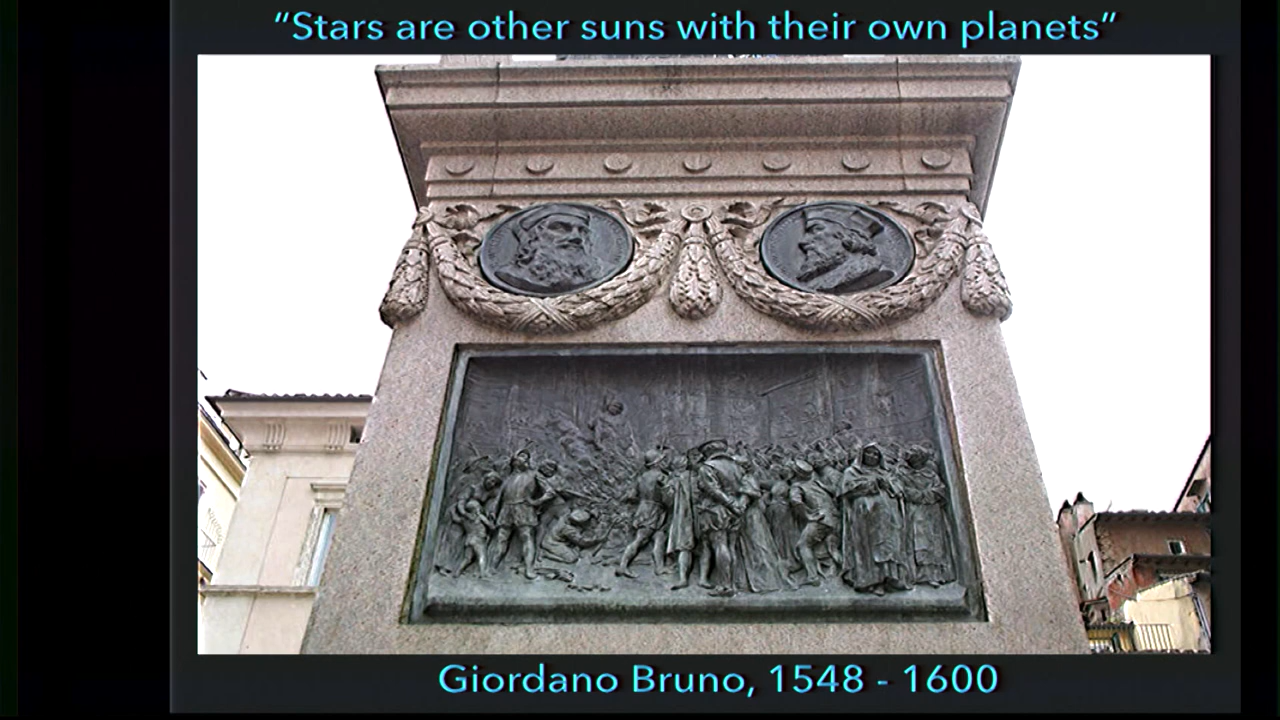 “Stars are other suns with their own planets”
Giordano Bruno, 1548 - 1600